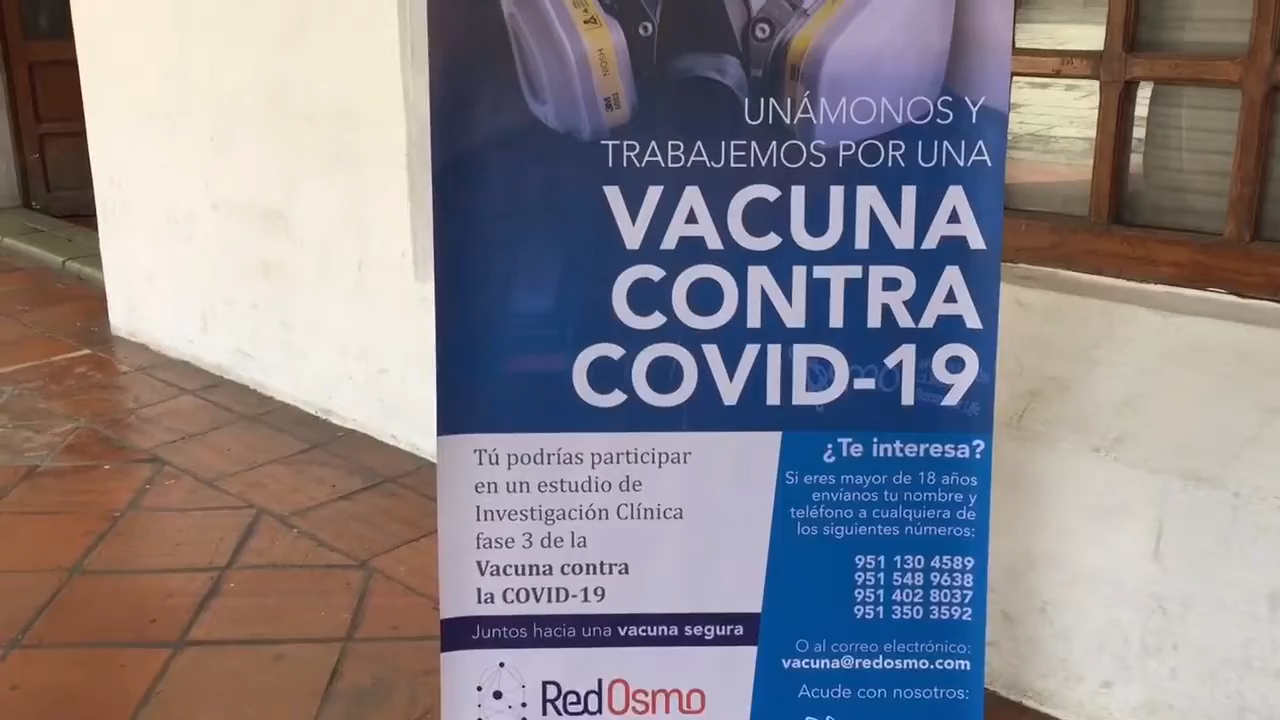 NIOSH
3M
UNÁMONOS Y
TRABAJEMOS POR UNA
VACUNA
CONTRA
COVID-19
Tú podrías participar
en un estudio de
Investigación Clínica
fase 3 de la
Vacuna contra
la COVID-19
Juntos hacia una vacuna segura
RedOsmo
¿Te interesa?
Si eres mayor de 18 años
envíanos tu nombre y
teléfono a cualquiera de
los siguientes números:
951 130 4589
951 548 9638
951 402 8037
951 350 3592
O al correo electrónico:
vacuna@redosmo.com
Acude con nosotros: